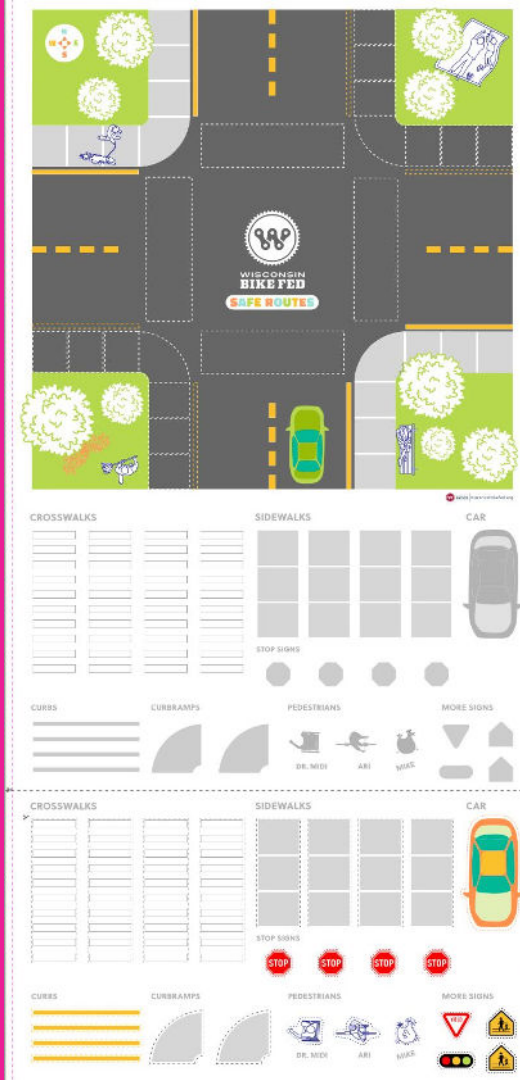 N
W E
S
WISCONSIN
BIKE FED
SAFE ROUTES
CROSSWALKS
SIDEWALKS
CAR
STOP SIGNS
CURBS
CURBRAMPS
PEDESTRIANS
MORE SIGNS
DR. MIDI
ARI
MIKE
CROSSWALKS
SIDEWALKS
CAR
STOP SIGNS
STOP
STOP
STOP
STOP
CURBS
CURBRAMPS
PEDESTRIANS
MORE SIGNS
DR. MIDI
ARI
MIKE